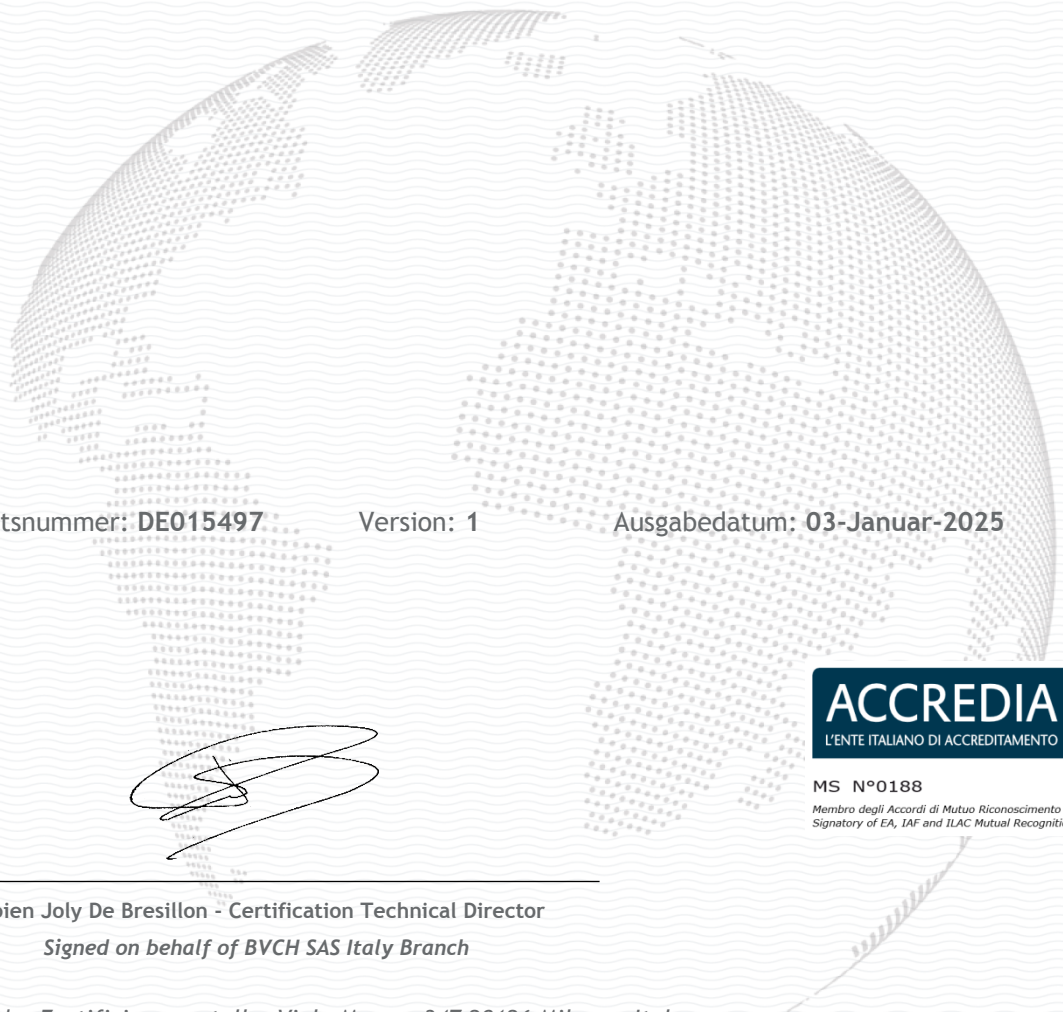 tsnummer: DE015497 Version: 1 Ausgabedatum: 03-Januar-2025
ACCREDIA
L'ENTE ITALIANO DI ACCREDITAMENTO
MS N°0188
Membro degli Accordi di Mutuo Riconoscimento
Signatory of EA, IAF and ILAC Mutual
bien Joly De Bresillon - Certification Technical Director
Signed on behalf of BVCH SAS Italy Branch